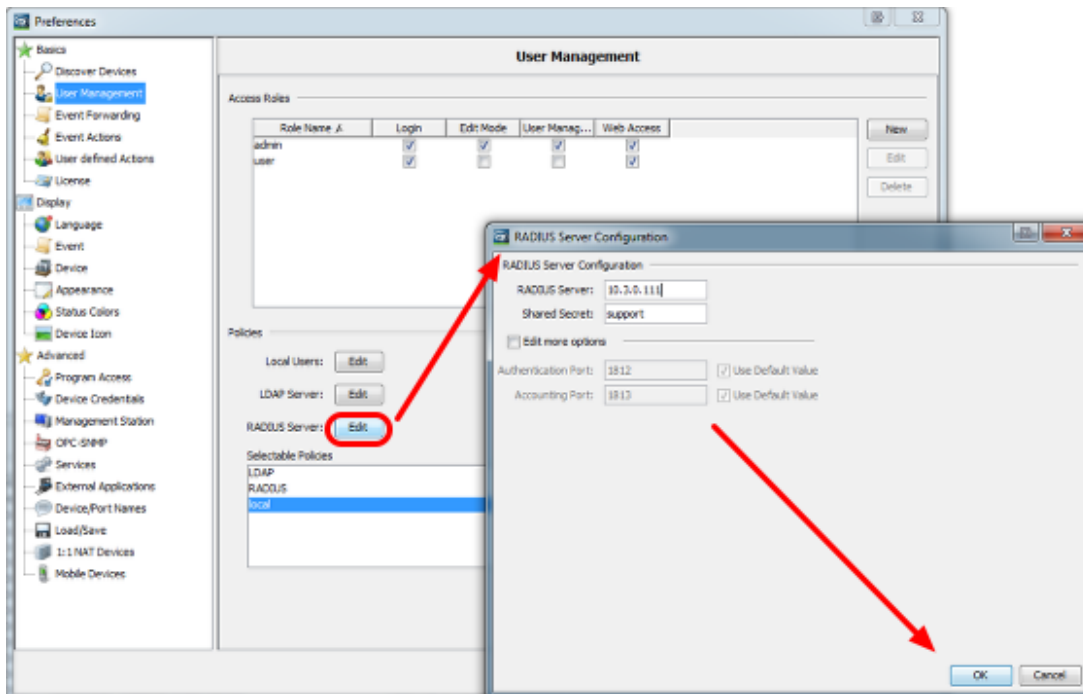 Preferences
Basics
Discover Devices
User Management
Event Forwarding
Event Actions
User defined Actions
License
Display
Language
Event
Device
Appearance
Status Colors
Device Icon
Advanced
Program Access
Device Credentials
Management Station
OPC-SNMP
Services
External Applications
Device/Port Names
Load/Save
1:1 NAT Devices
Mobile Devices
User Management
Access Roles
Role Name Login Edit Mode User Manag... Web Access
admin
user
New
Edit
Delete
Policies
Local Users: Edit
LDAP Server: Edit
RADIUS Server: Edit
Selectable Policies
LDAP
RADIUS
local
RADIUS Server Configuration
RADIUS Server Configuration
RADIUS Server: 10.3.0.111
Shared Secret: support
Edit more options
Authentication Port: 1812 Use Default Value
Accounting Port: 1813 Use Default Value
OK Cancel